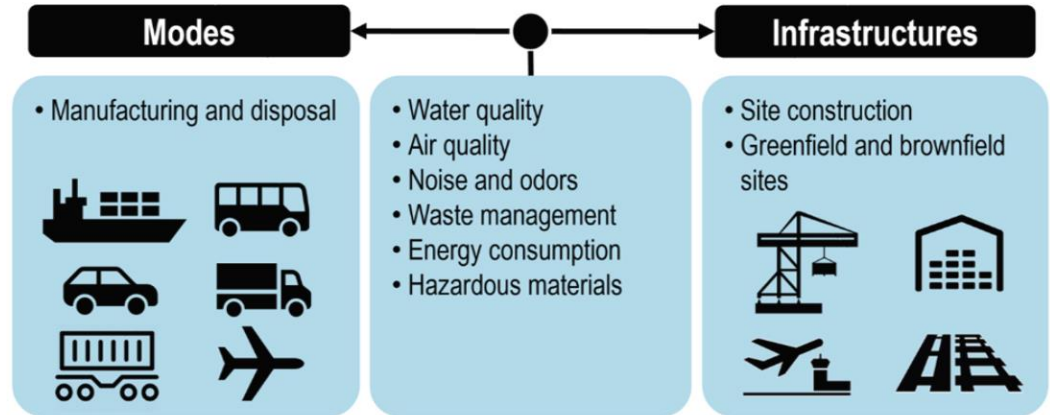 Modes
Infrastructures
• Manufacturing and disposal
• Water quality
• Air quality
• Noise and odors
• Waste management
• Energy consumption
• Hazardous materials
• Site construction
• Greenfield and brownfield
sites